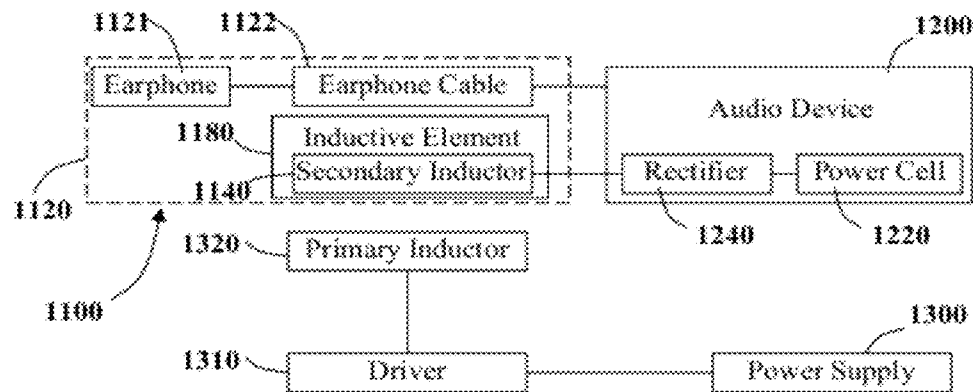 1121
1122
1200
Earphone
Earphone Cable
Audio Device
1180
Inductive Element
1140
Secondary Inductor
Rectifier
Power Cell
1120
1240
1220
1320
Primary Inductor
1100
1300
1310
Driver
Power Supply